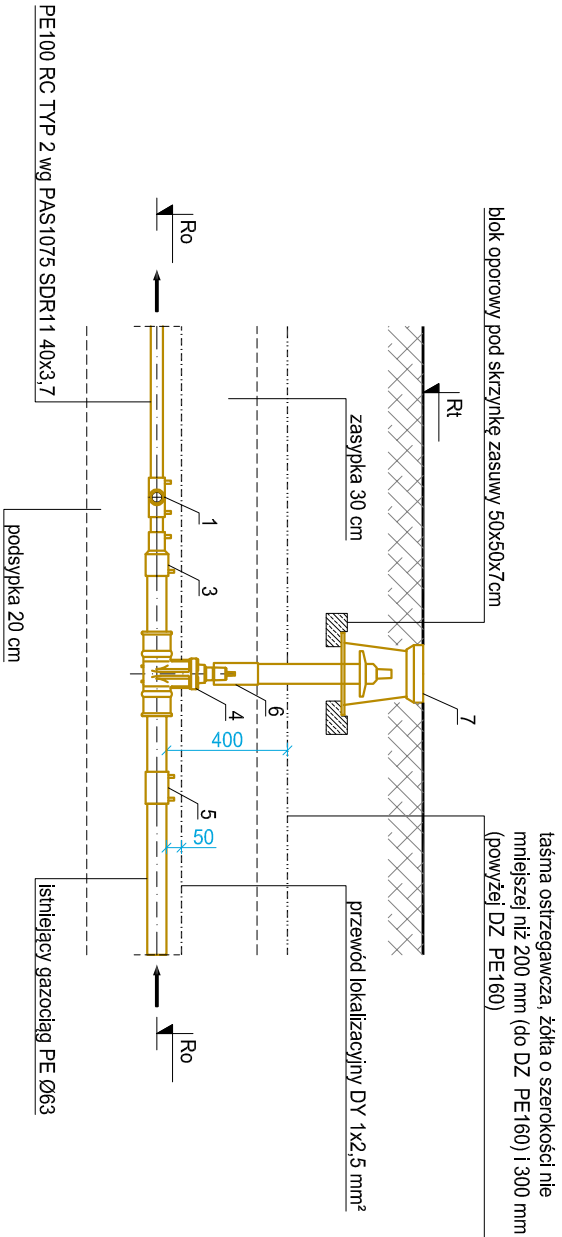 taśma ostrzegawcza, żółta o szerokości nie
mniejszej niż 200 mm (do DZ PE160) i 300 mm
(powyżej DZ PE160)
blok oporowy pod skrzynkę zasuwy 50x50x7cm
Rt
7
zasypka 30 cm
przewód lokalizacyjny DY 1x2,5 mm²
6
400
4
50
Ro
1
3
5
Ro
PE100 RC TYP 2 wg PAS1075 SDR11 40x3,7
podsypka 20 cm
istniejący gazociąg PE Ø63